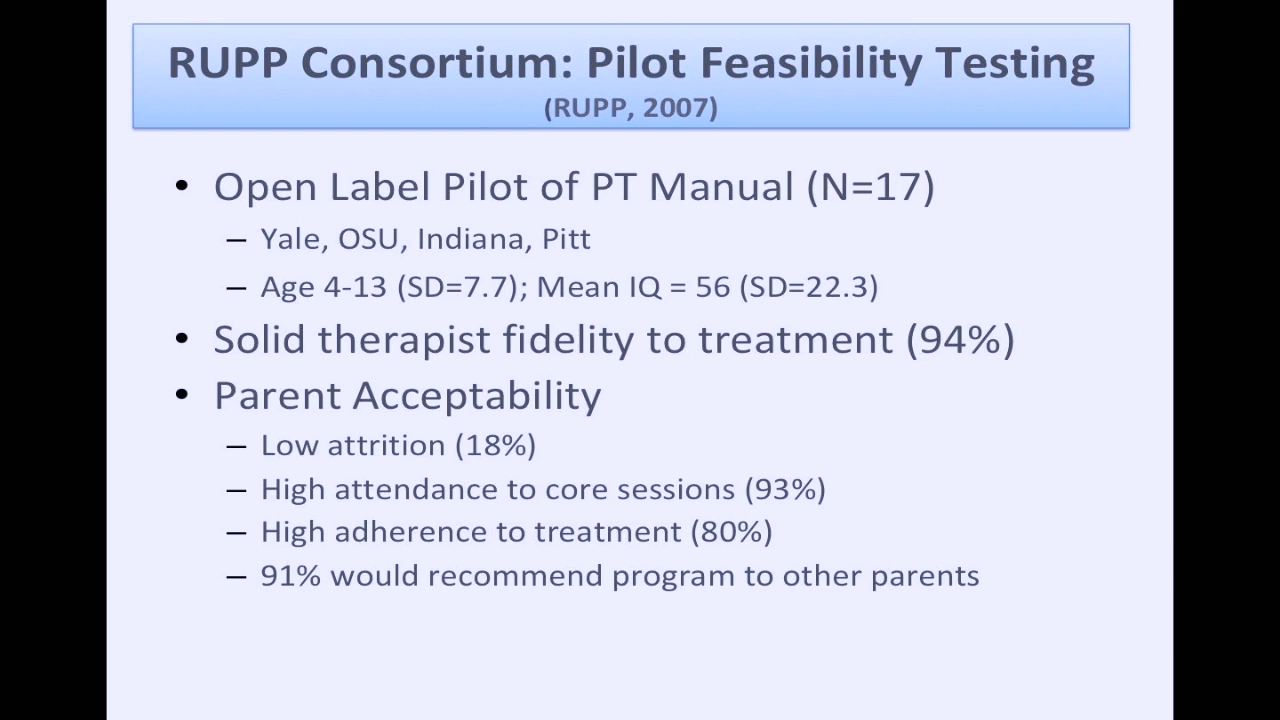 RUPP Consortium: Pilot Feasibility Testing
(RUPP, 2007)
• Open Label Pilot of PT Manual (N=17)
– Yale, OSU, Indiana, Pitt
– Age 4-13 (SD=7.7); Mean IQ = 56 (SD=22.3)
• Solid therapist fidelity to treatment (94%)
• Parent Acceptability
– Low attrition (18%)
– High attendance to core sessions (93%)
– High adherence to treatment (80%)
– 91% would recommend program to other parents